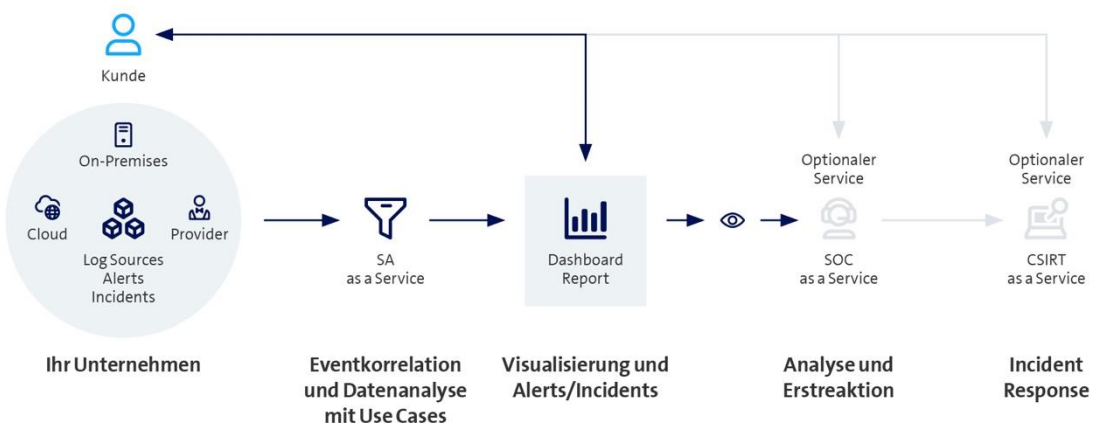 Kunde
On-Premises
Cloud
Provider
Log Sources
Alerts
Incidents
SA
as a Service
Dashboard
Report
Optionaler
Service
SOC
as a Service
Optionaler
Service
CSIRT
as a Service
Ihr Unternehmen
Eventkorrelation
und Datenanalyse
mit Use Cases
Visualisierung und
Alerts/Incidents
Analyse und
Erstreaktion
Incident
Response